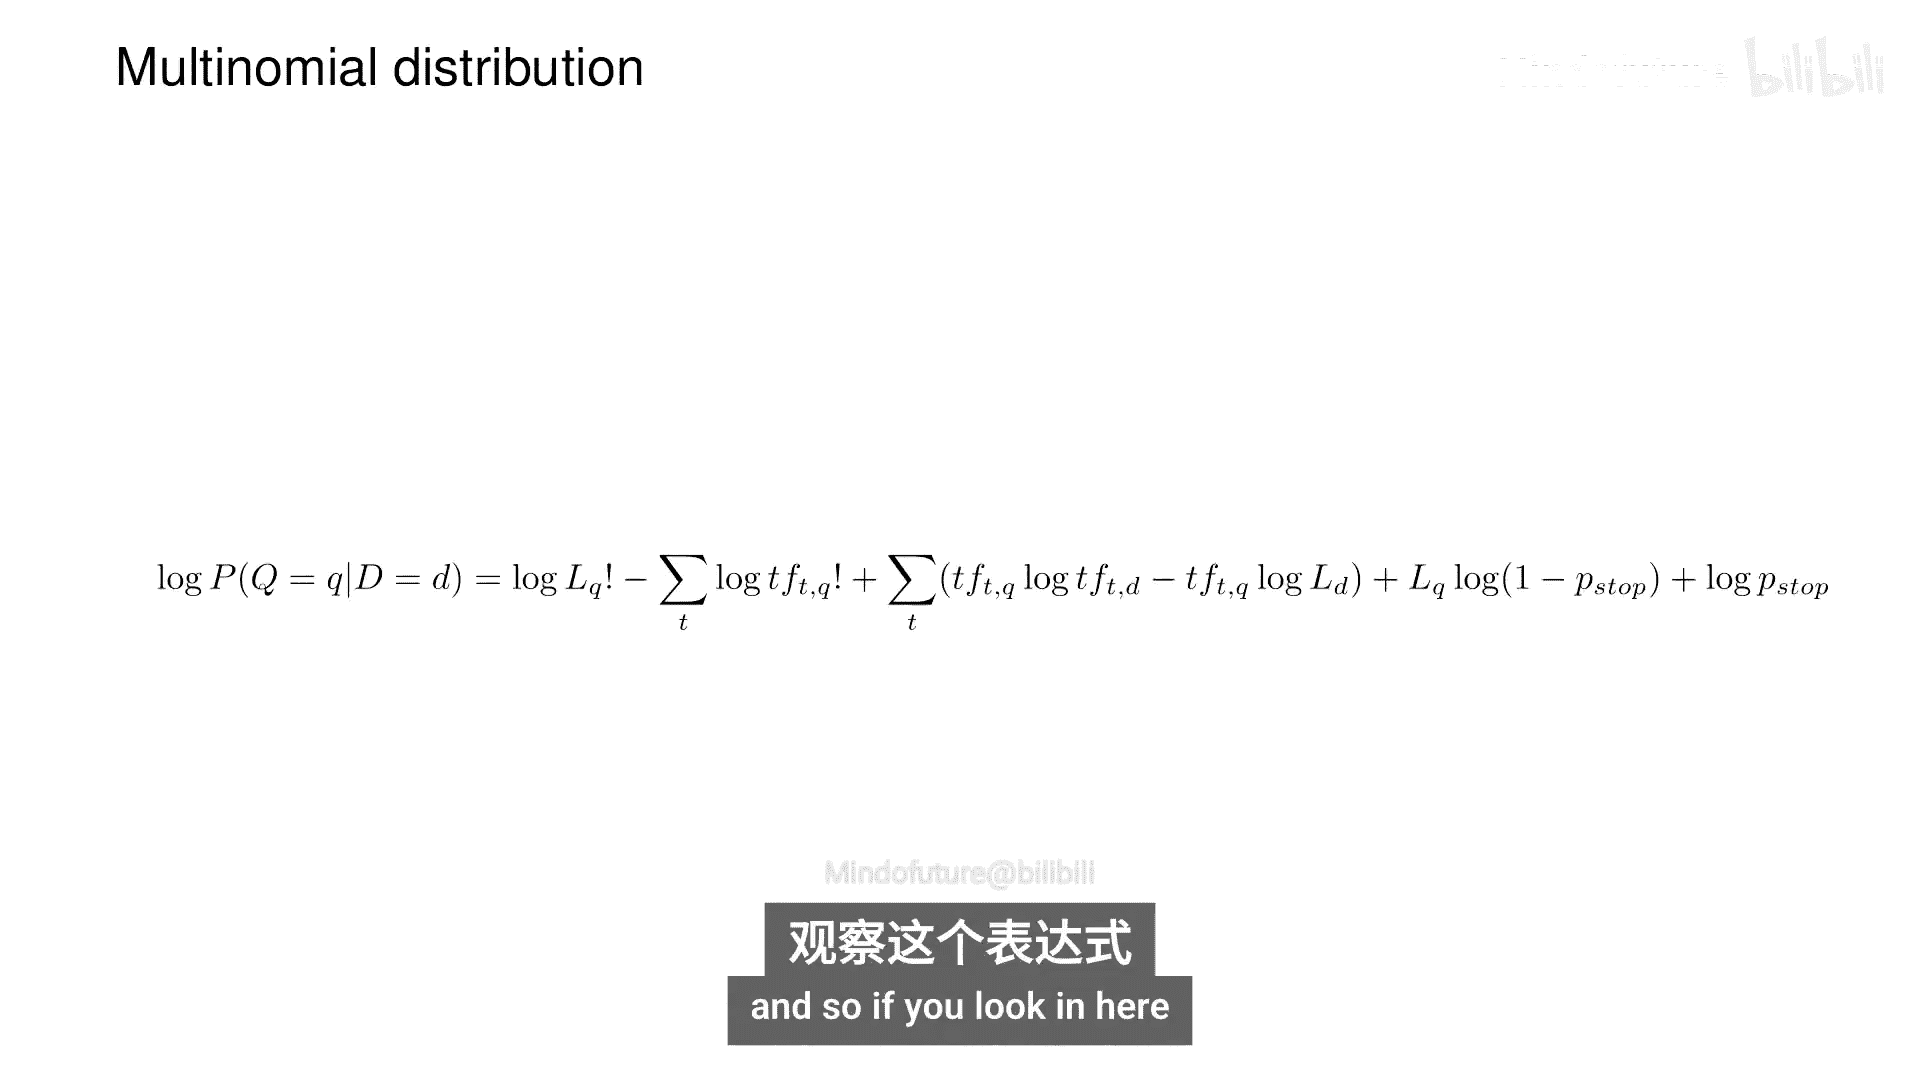 Multinomial distribution
bilibili
log P(Q = q|D = d) = log L_q! − ∑_t log tf_{t,q}! + ∑_t (tf_{t,q} log tf_{t,d} − tf_{t,q} log L_d) + L_q log(1 − p_{stop}) + log p_{stop}
Mindofuture@bilibili
观察这个表达式
and so if you look in here